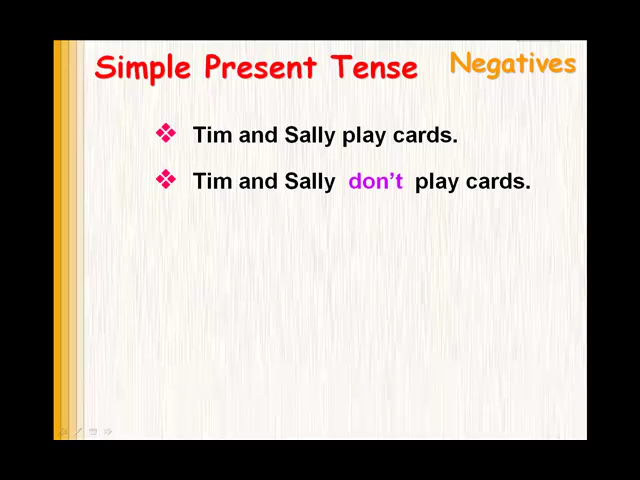 Simple Present Tense Negatives
Tim and Sally play cards.
Tim and Sally don't play cards.